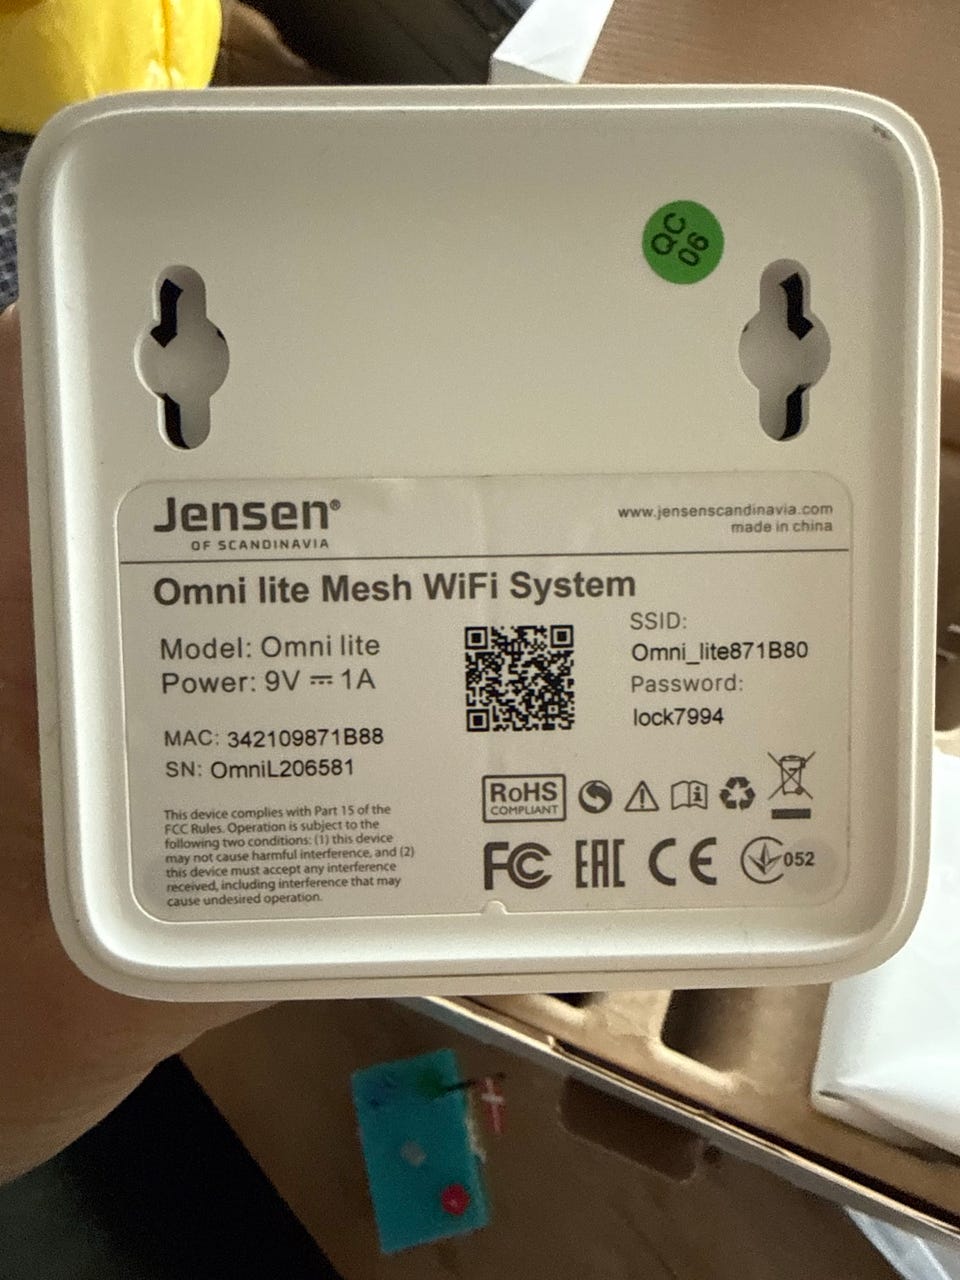 QC
06
Jensen®
OF SCANDINAVIA
www.jensenscandinavia.com
made in china
Omni lite Mesh WiFi System
Model: Omni lite
Power: 9V ⎓ 1A
MAC: 342109871B88
SN: OmniL206581
SSID:
Omni_lite871B80
Password:
lock7994
This device complies with Part 15 of the
FCC Rules. Operation is subject to the
following two conditions: (1) this device
may not cause harmful interference, and (2)
this device must accept any interference
received, including interference that may
cause undesired operation.
RoHS
COMPLIANT
FC EAC CE 052